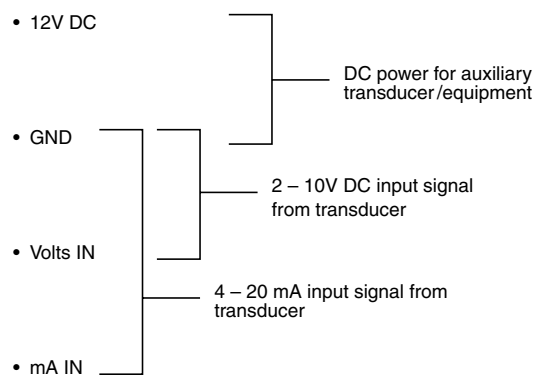 • 12V DC
DC power for auxiliary
transducer/equipment
• GND
2 – 10V DC input signal
from transducer
• Volts IN
4 – 20 mA input signal from
transducer
• mA IN